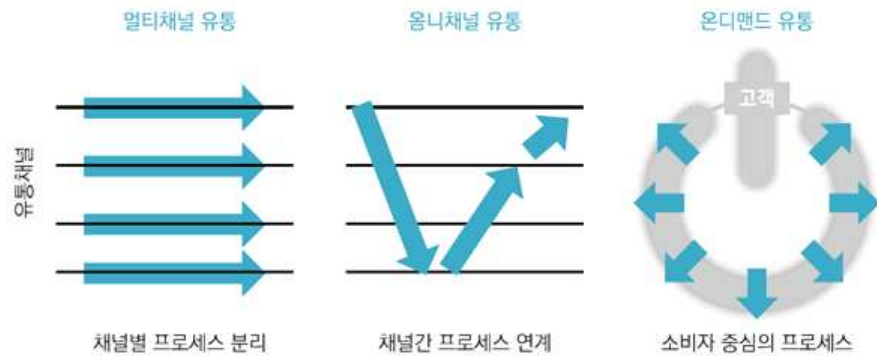 멀티채널 유통
옴니채널 유통
온디맨드 유통
유통채널
고객
채널별 프로세스 분리
채널간 프로세스 연계
소비자 중심의 프로세스